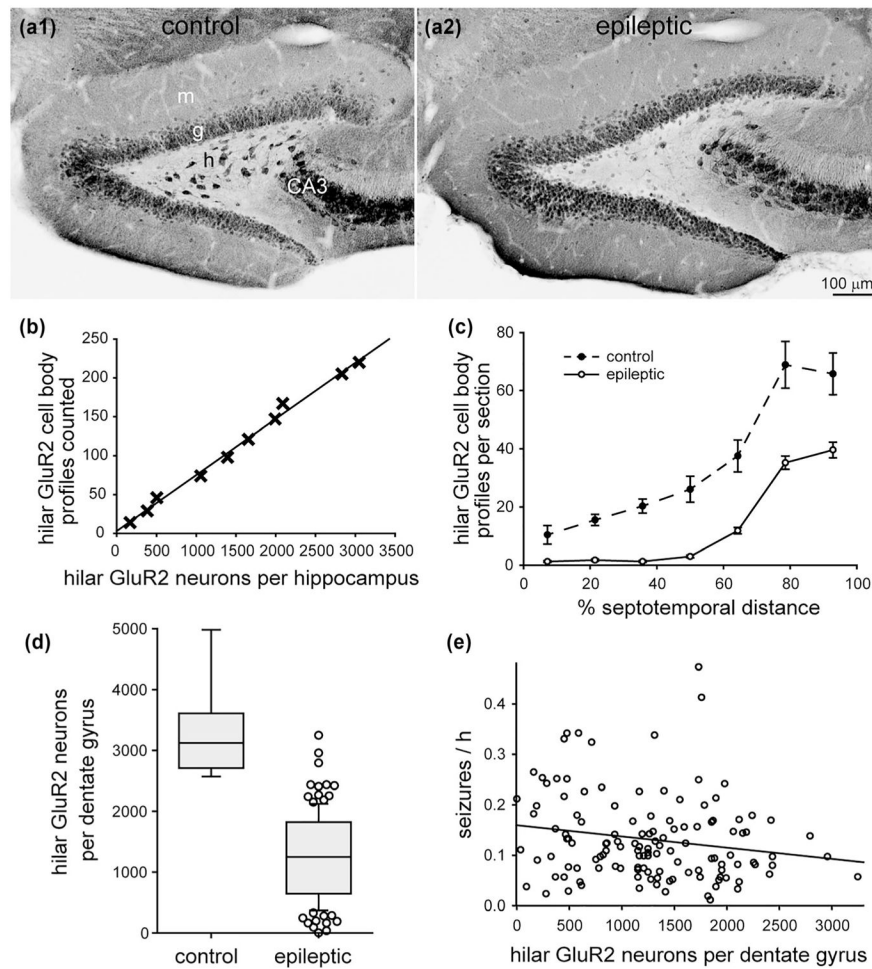 (a1) control
m
g
h
CA3
(a2) epileptic
100 μm
(b)
hilar GluR2 cell body
profiles counted
250
200
150
100
50
0
0 500 1000 1500 2000 2500 3000 3500
hilar GluR2 neurons per hippocampus
(c)
hilar GluR2 cell body
profiles per section
80
60
40
20
0
control
epileptic
0 20 40 60 80 100
% septotemporal distance
(d)
hilar GluR2 neurons
per dentate gyrus
5000
4000
3000
2000
1000
0
control epileptic
(e)
seizures / h
0.4
0.3
0.2
0.1
0.0
0 500 1000 1500 2000 2500 3000
hilar GluR2 neurons per dentate gyrus